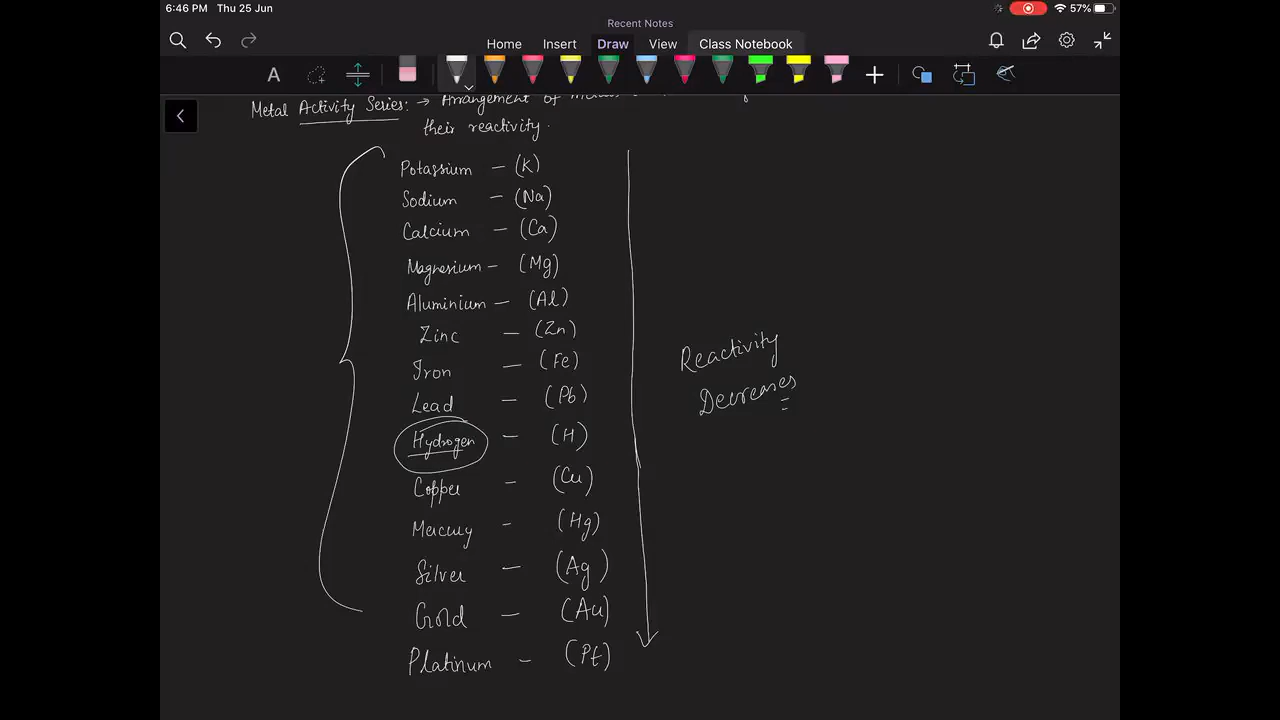 6:46 PM Thu 25 Jun
57%
Recent Notes
Home Insert Draw View Class Notebook
A
Metal Activity Series: → Arrangement of
their reactivity.
Potassium – (K)
Sodium – (Na)
Calcium – (Ca)
Magnesium – (Mg)
Aluminium – (Al)
Zinc – (Zn)
Iron – (Fe)
Lead – (Pb)
Hydrogen – (H)
Copper – (Cu)
Mercury – (Hg)
Silver – (Ag)
Gold – (Au)
Platinum – (Pt)
Reactivity
Decreases